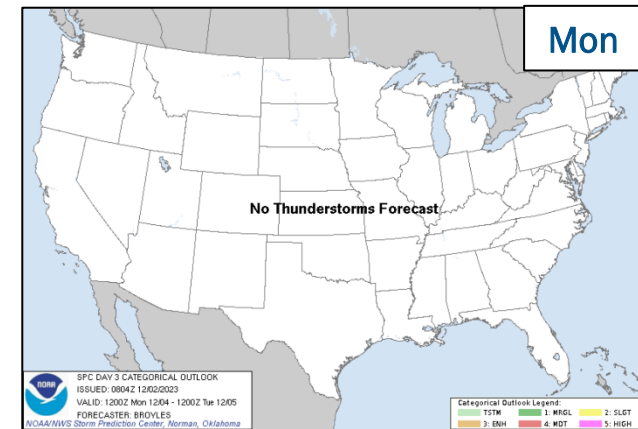 Mon
No Thunderstorms Forecast
NOAA
SPC DAY 3 CATEGORICAL OUTLOOK
ISSUED: 0804Z 12/02/2023
VALID: 1200Z Mon 12/04 - 1200Z Tue 12/05
FORECASTER: BROYLES
NOAA/NWS Storm Prediction Center, Norman, Oklahoma
Categorical Outlook Legend:
TSTM 1: MRGL 2: SLGT
3: ENH 4: MDT 5: HIGH